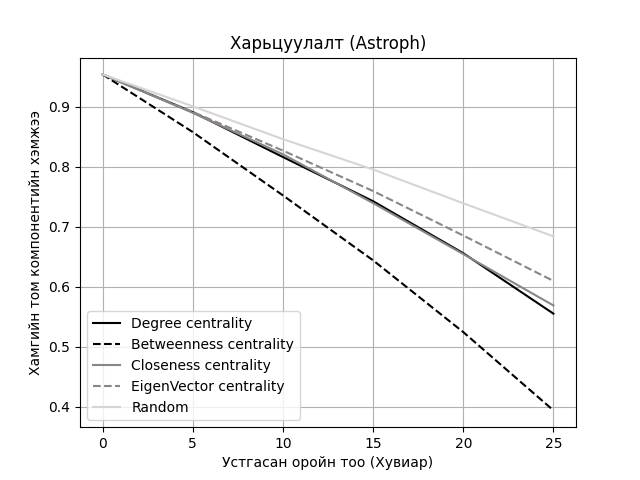 Харьцуулалт (Astroph)
Хамгийн том компонентийн хэмжээ
0.9
0.8
0.7
0.6
0.5
0.4
Degree centrality
Betweenness centrality
Closeness centrality
EigenVector centrality
Random
0 5 10 15 20 25
Устгасан оройн тоо (Хувиар)